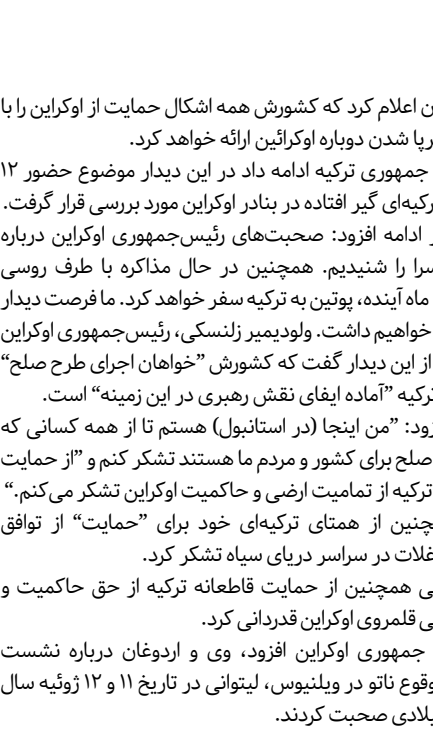 اعلام کرد که کشورش همه اشکال حمایت از اوکراین را با
شدن دوباره اوکرائین ارائه خواهد کرد.
جمهوری ترکیه ادامه داد در این دیدار موضوع حضور ۱۲
گیر افتاده در بنادر اوکراین مورد بررسی قرار گرفت.
ادامه افزود: صحبت‌های رئیس‌جمهوری اوکراین درباره
را شنیدیم. همچنین در حال مذاکره با طرف روسی
ماه آینده، پوتین به ترکیه سفر خواهد کرد. ما فرصت دیدار
خواهیم داشت. ولودیمیر زلنسکی، رئیس‌جمهوری اوکراین
از این دیدار گفت که کشورش ”خواهان اجرای طرح صلح“
ترکیه ”آماده ایفای نقش رهبری در این زمینه“ است.
”من اینجا (در استانبول) هستم تا از همه کسانی که
صلح برای کشور و مردم ما هستند تشکر کنم و ”از حمایت
ترکیه از تمامیت ارضی و حاکمیت اوکراین تشکر می‌کنم.“
از همتای ترکیه‌ای خود برای ”حمایت“ از توافق
غلات در سراسر دریای سیاه تشکر کرد.
همچنین از حمایت قاطعانه ترکیه از حق حاکمیت و
قلمروی اوکراین قدردانی کرد.
جمهوری اوکراین افزود، وی و اردوغان درباره نشست
ناتو در ویلنیوس، لیتوانی در تاریخ ۱۱ و ۱۲ ژوئیه سال
صحبت کردند.